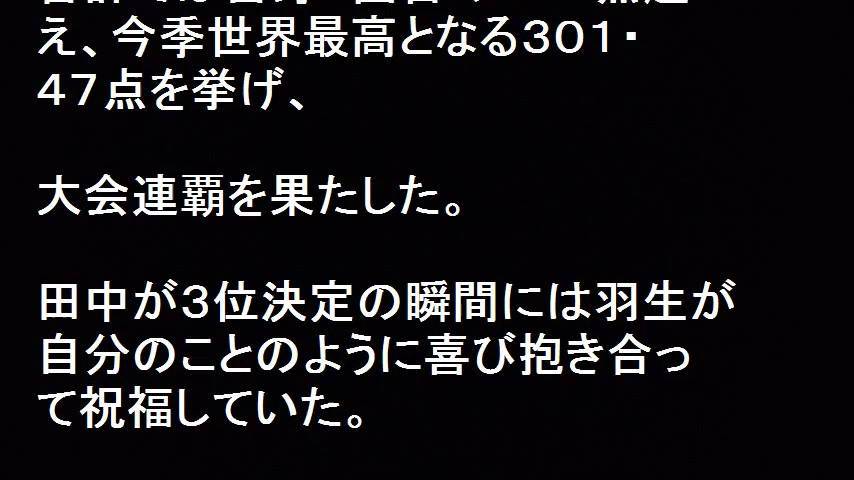 え、今季世界最高となる３０１・
４７点を挙げ、
大会連覇を果たした。
田中が３位決定の瞬間には羽生が
自分のことのように喜び抱き合っ
て祝福していた。